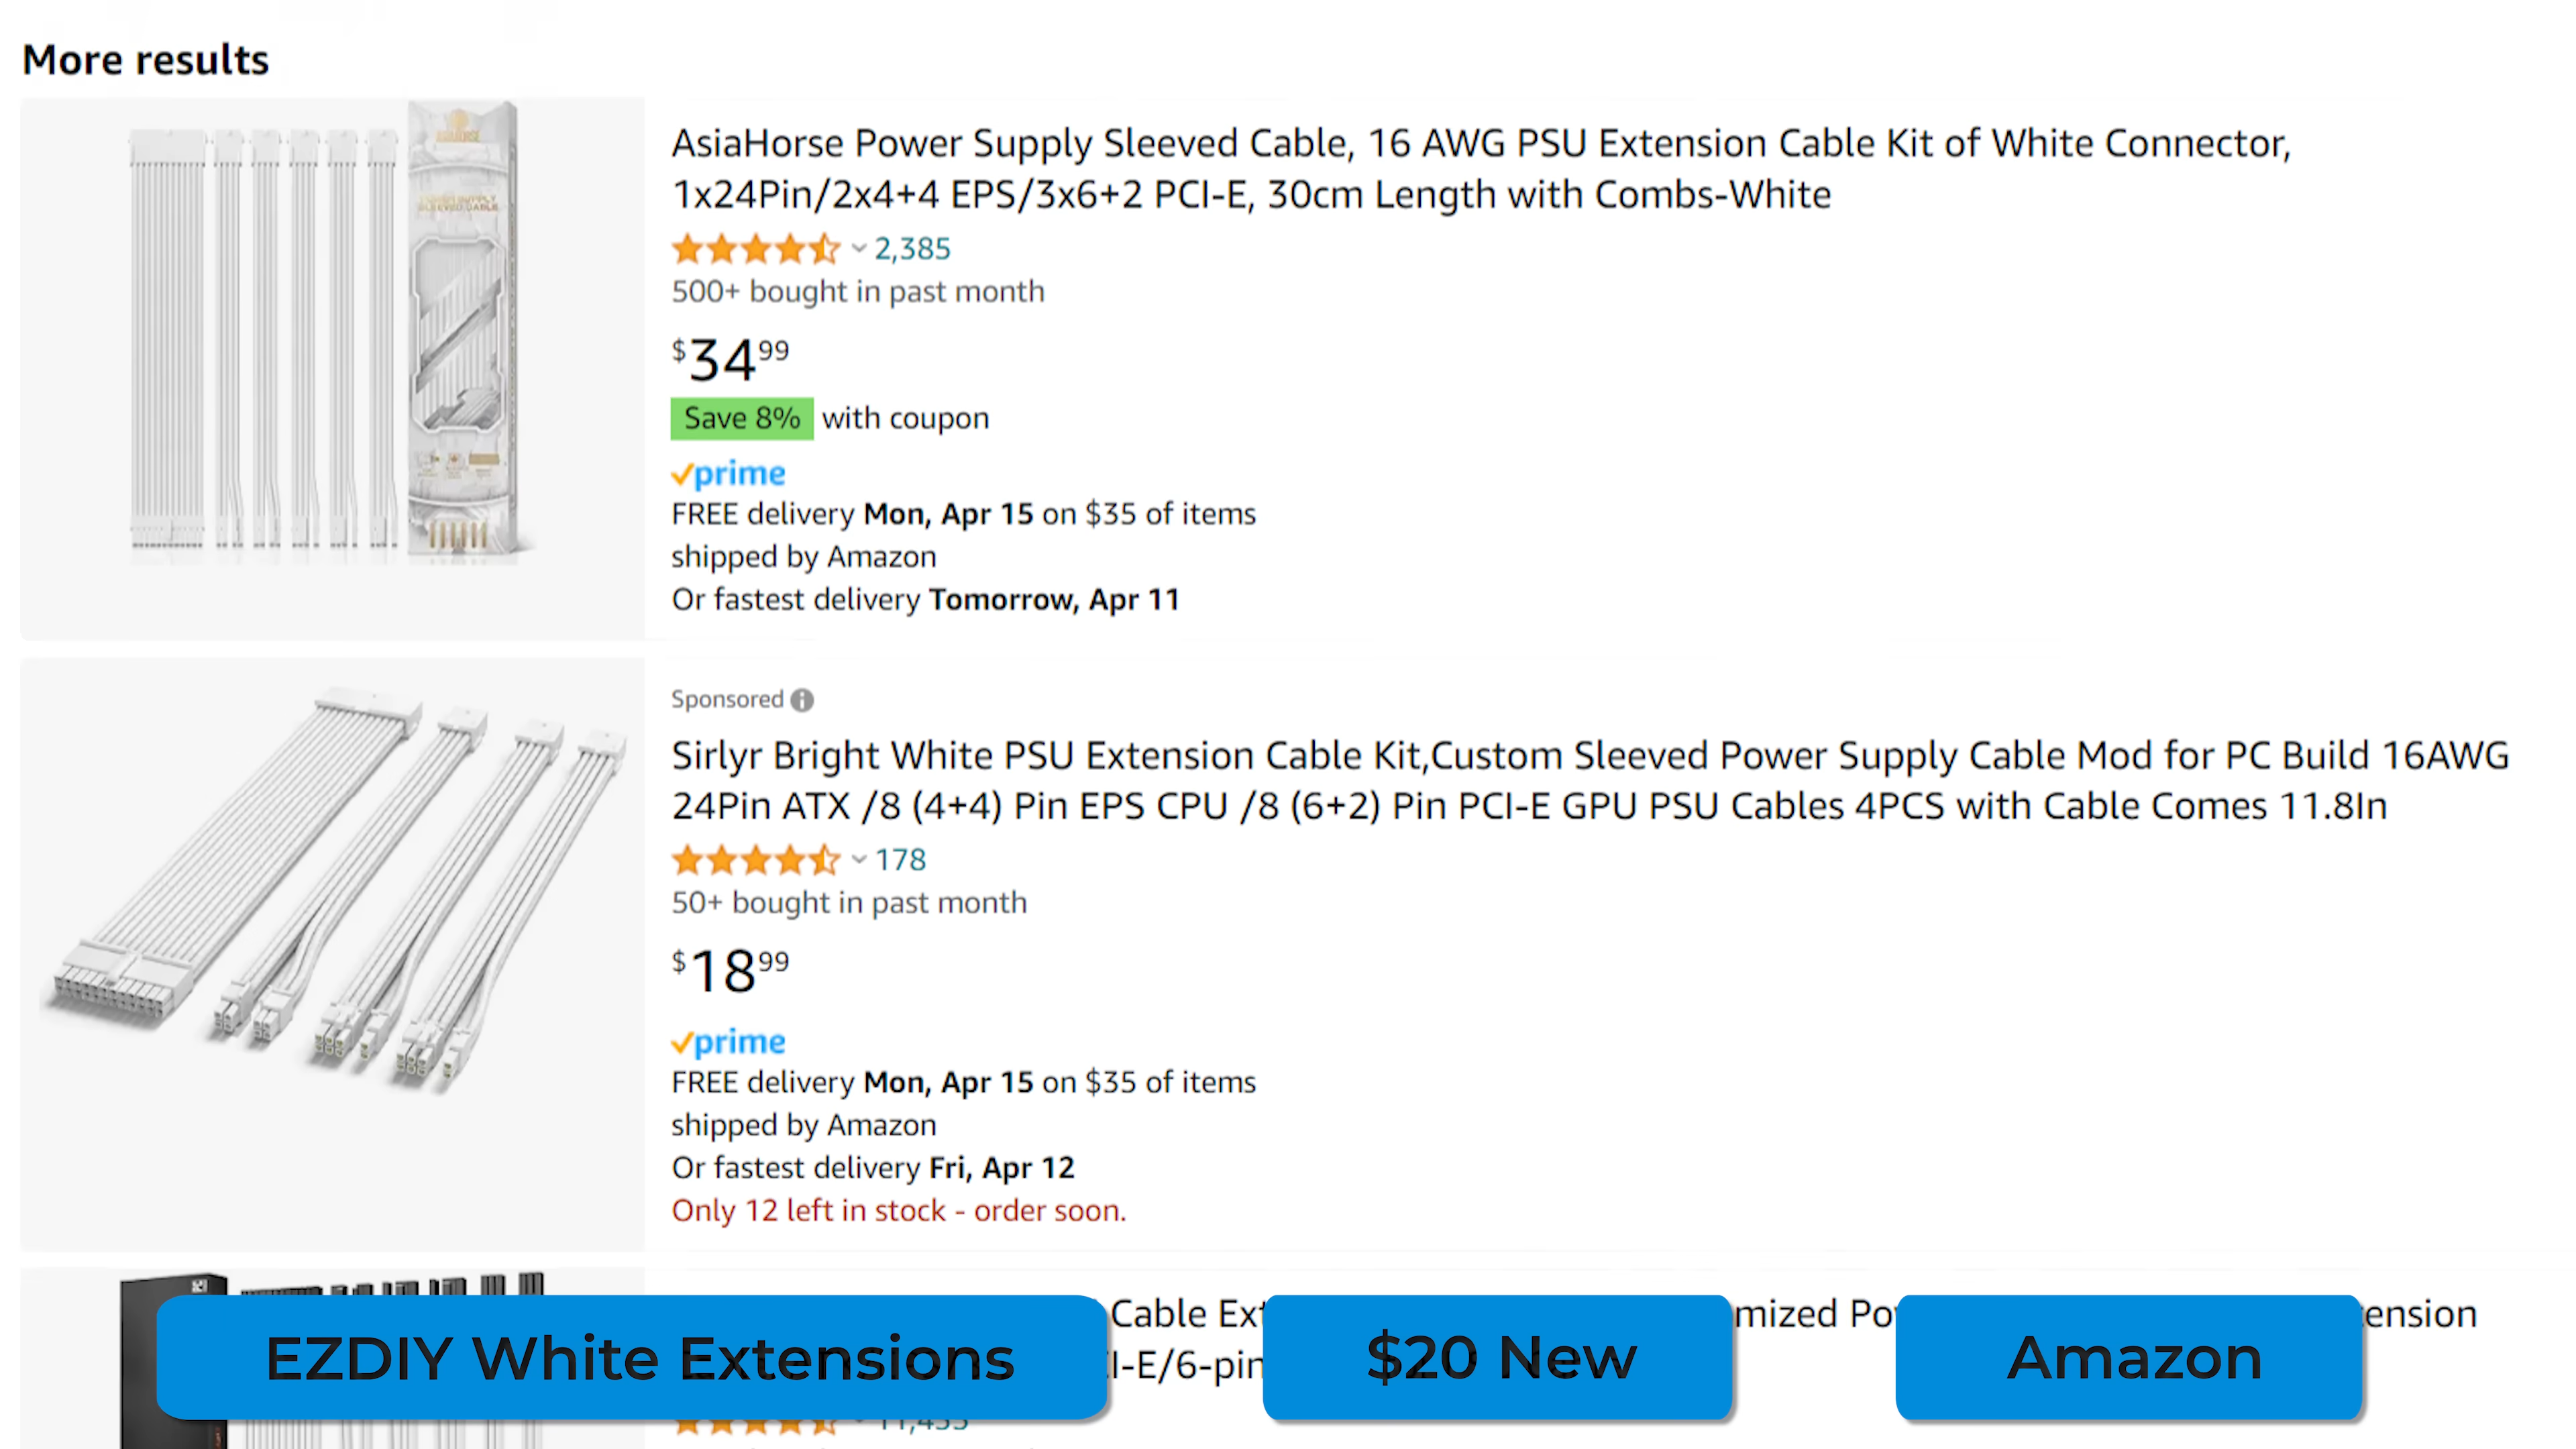 More results
AsiaHorse Power Supply Sleeved Cable, 16 AWG PSU Extension Cable Kit of White Connector,
1x24Pin/2x4+4 EPS/3x6+2 PCI-E, 30cm Length with Combs-White
2,385
500+ bought in past month
$34 99
Save 8% with coupon
prime
FREE delivery Mon, Apr 15 on $35 of items
shipped by Amazon
Or fastest delivery Tomorrow, Apr 11
Sponsored
Sirlyr Bright White PSU Extension Cable Kit,Custom Sleeved Power Supply Cable Mod for PC Build 16AWG
24Pin ATX /8 (4+4) Pin EPS CPU /8 (6+2) Pin PCI-E GPU PSU Cables 4PCS with Cable Comes 11.8In
178
50+ bought in past month
$18 99
prime
FREE delivery Mon, Apr 15 on $35 of items
shipped by Amazon
Or fastest delivery Fri, Apr 12
Only 12 left in stock - order soon.
Cable
EZDIY White Extensions
$20 New
Amazon